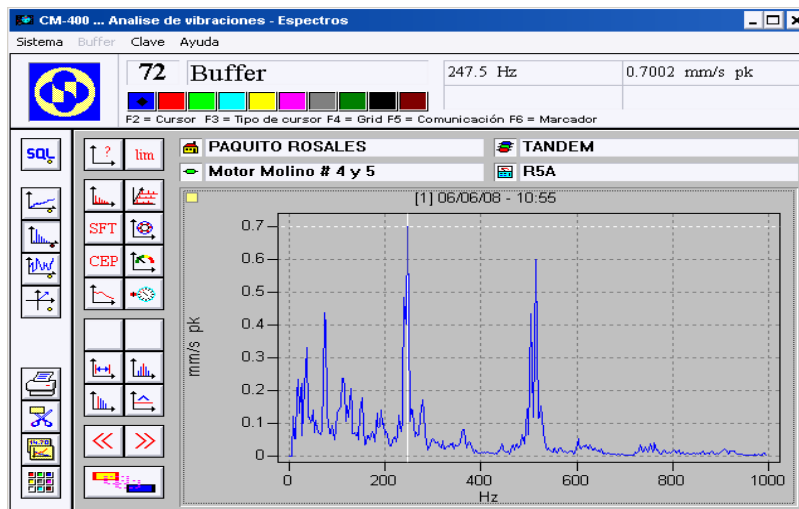 CM-400 ... Analise de vibraciones - Espectros
Sistema Buffer Clave Ayuda
72 Buffer 247.5 Hz 0.7002 mm/s pk
F2 = Cursor F3 = Tipo de cursor F4 = Grid F5 = Comunicación F6 = Marcador
SQL ? lim PAQUITO ROSALES TANDEM
Motor Molino # 4 y 5 R5A
[1] 06/06/08 - 10:55
SFT
CEP
14.70
0.7
0.6
0.5
0.4
0.3
0.2
0.1
0
mm/s pk
0 200 400 600 800 1000
Hz